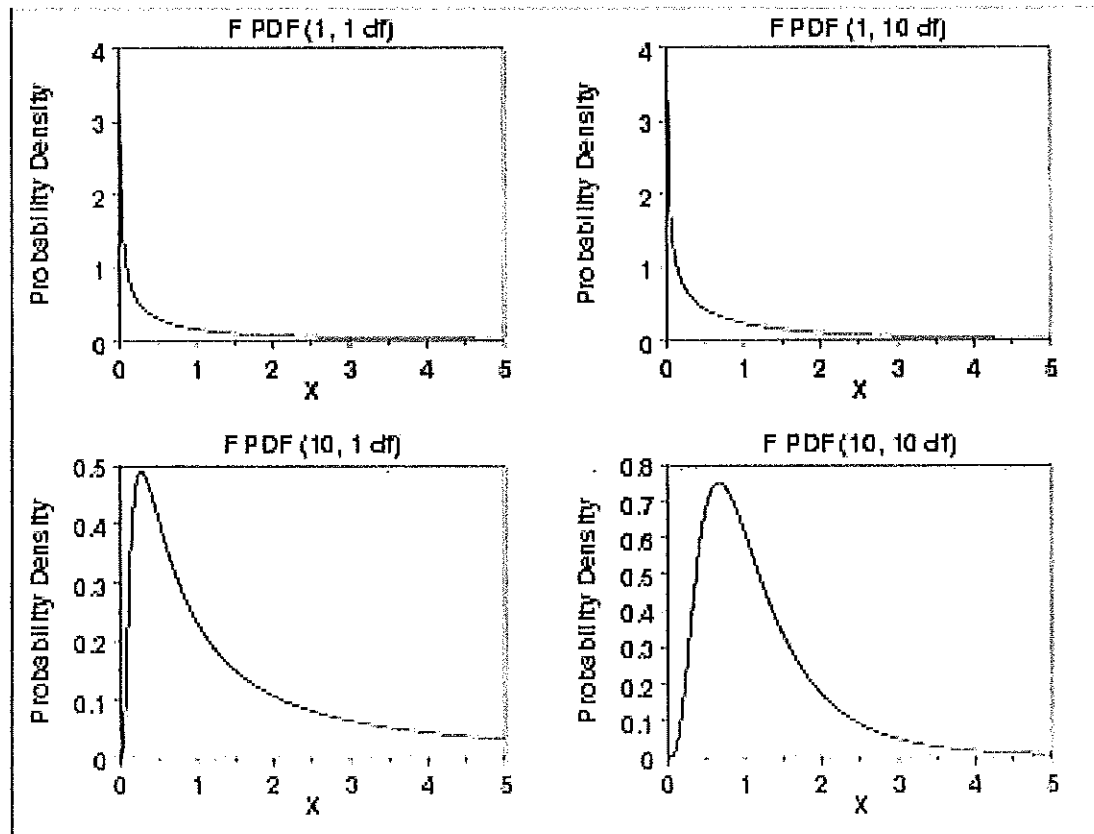 F PDF (1, 1 df)
4
3
2
1
0
Probability Density
0 1 2 3 4 5
X
F PDF (1, 10 df)
4
3
2
1
0
Probability Density
0 1 2 3 4 5
X
F PDF (10, 1 df)
0.5
0.4
0.3
0.2
0.1
0
Probability Density
0 1 2 3 4 5
X
F PDF (10, 10 df)
0.8
0.7
0.6
0.5
0.4
0.3
0.2
0.1
0
Probability Density
0 1 2 3 4 5
X